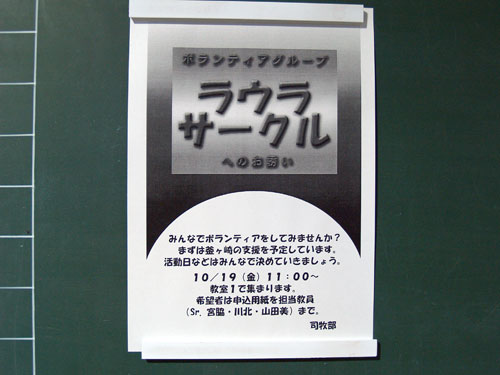 ボランティアグループ
ラウラ
サークル
へのお誘い
みんなでボランティアをしてみませんか?
まずは釜ヶ崎の支援を予定しています。
活動日などはみんなで決めていきましょう。
10/19(金)11:00~
教室1で集まります。
希望者は申込用紙を担当教員
(Sr. 宮脇・川北・山田美)まで。
司牧部